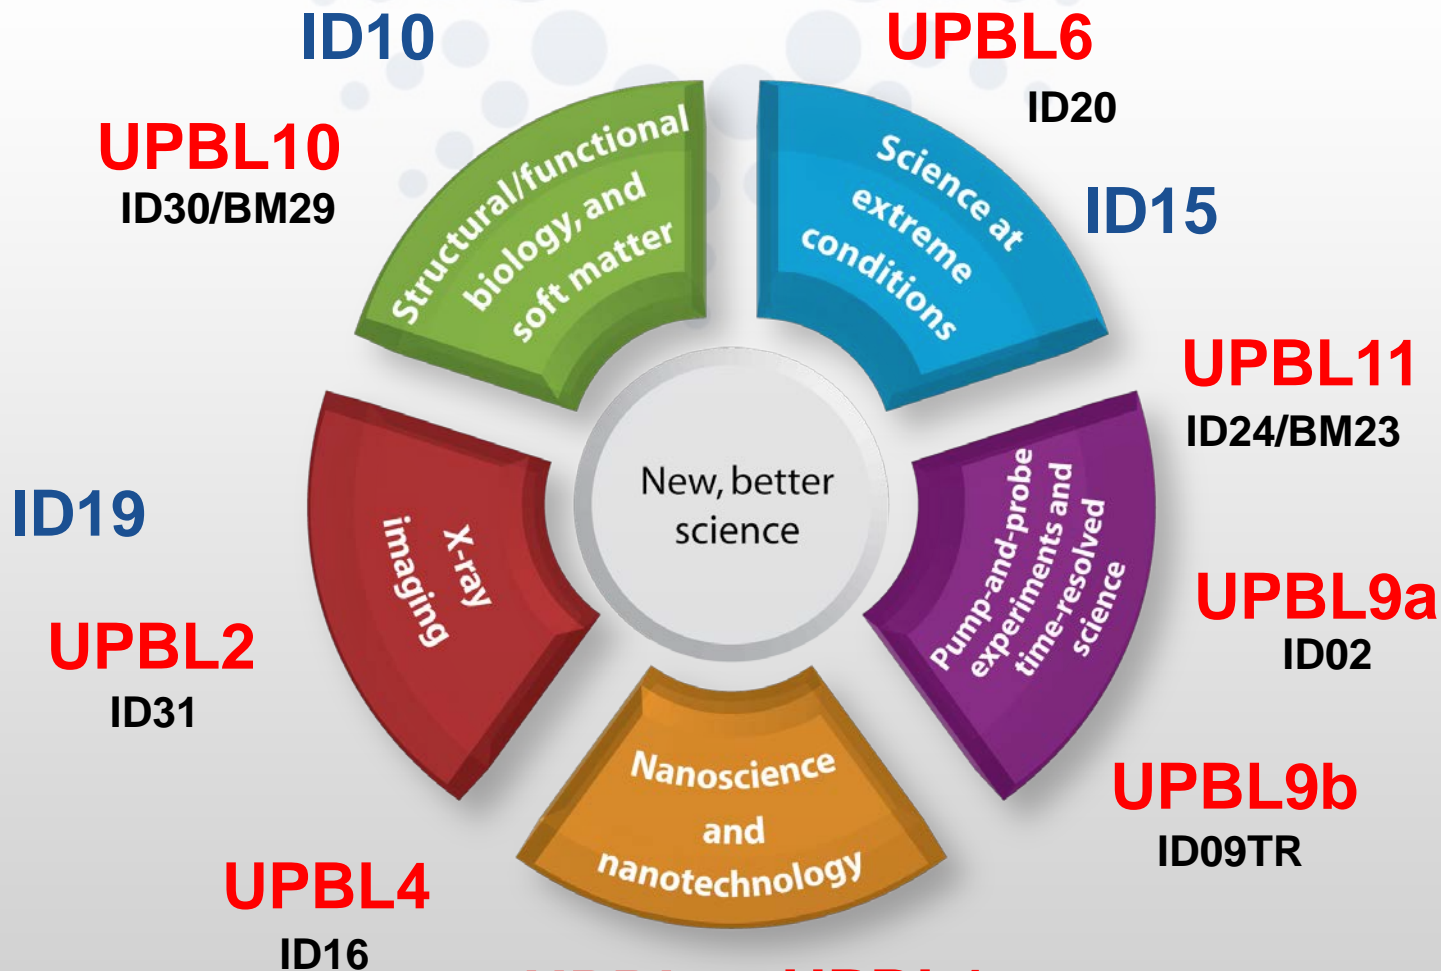 ID10
UPBL6
ID20
UPBL10
ID30/BM29
Structural/functional
biology, and
soft matter
Science at
extreme
conditions
ID15
UPBL11
ID24/BM23
New, better
science
ID19
X-ray
imaging
Pump-and-probe
experiments and
time-resolved
science
UPBL9a
ID02
UPBL2
ID31
Nanoscience
and
nanotechnology
UPBL9b
ID09TR
UPBL4
ID16